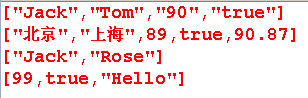 ["Jack","Tom","90","true"]
["北京","上海",89,true,90.87]
["Jack","Rose"]
[99,true,"Hello"]